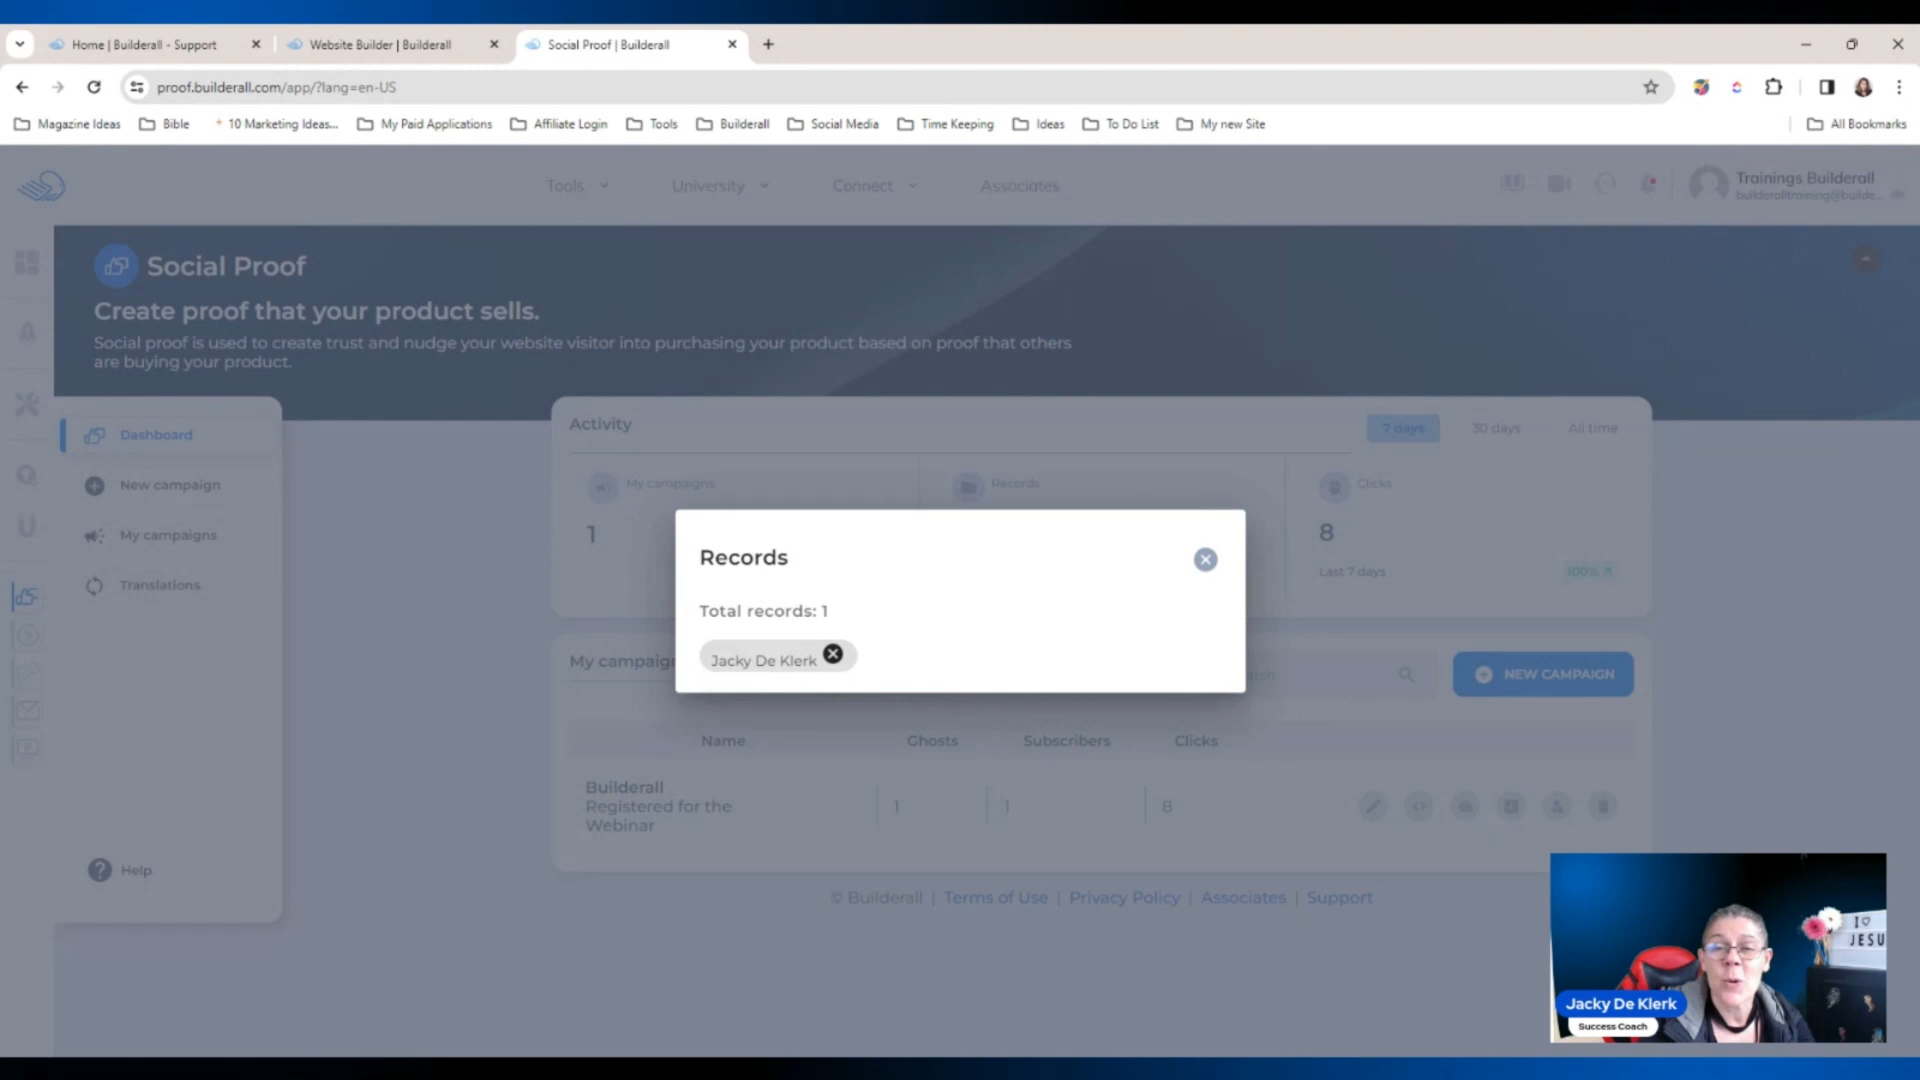 Home | Builderall - Support
Website Builder | Builderall
Social Proof | Builderall
proof.builderall.com/app/?lang=en-US
Magazine Ideas
Bible
10 Marketing Ideas...
My Paid Applications
Affiliate Login
Tools
Builderall
Social Media
Time Keeping
Ideas
To Do List
My new Site
All Bookmarks
Tools
University
Connect
Associates
Trainings Builderall
builderalltraining@builde...
Social Proof
Create proof that your product sells.
Social proof is used to create trust and nudge your website visitor into purchasing your product based on proof that others
are buying your product.
Dashboard
New campaign
My campaigns
Translations
Help
Activity
7 days
30 days
All time
My campaigns
Records
Clicks
1
8
Last 7 days
100%
Records
Total records: 1
Jacky De Klerk
My campaign
NEW CAMPAIGN
Name
Ghosts
Subscribers
Clicks
Builderall
Registered for the
Webinar
1
1
8
© Builderall | Terms of Use | Privacy Policy | Associates | Support
I ♡
JESU
Jacky De Klerk
Success Coach